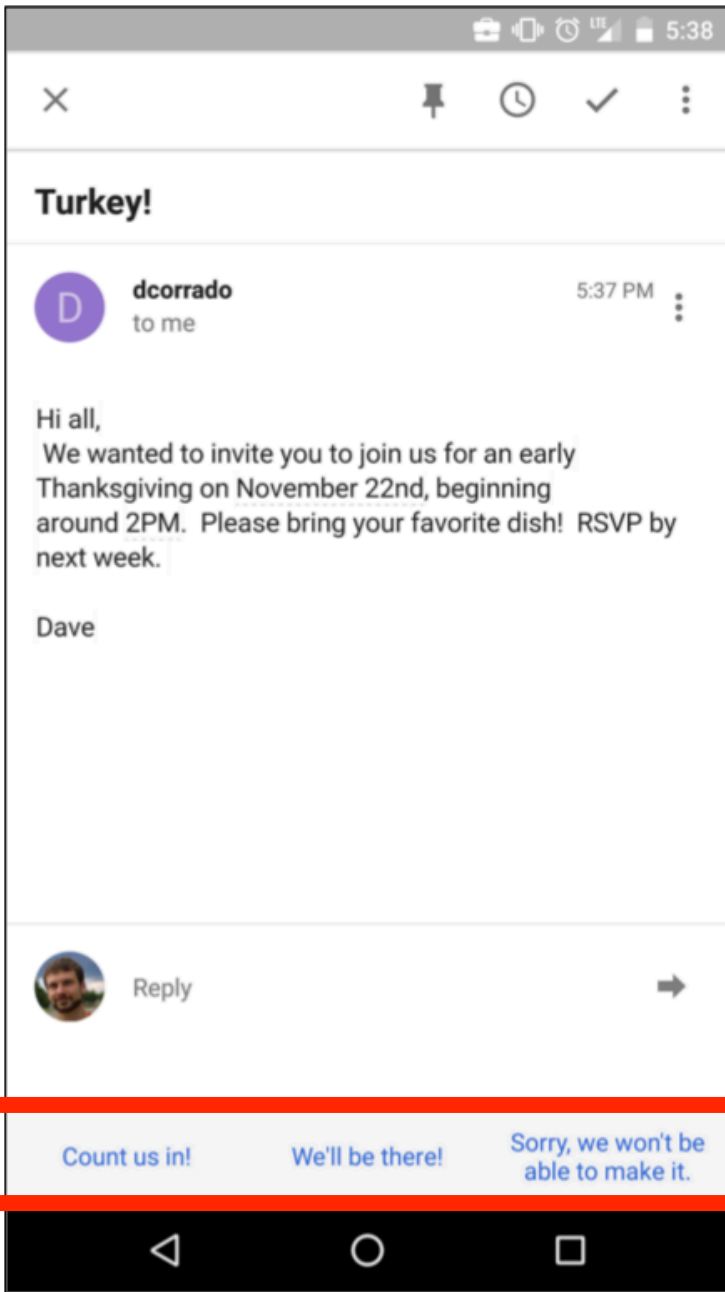 LTE 5:38
Turkey!
D
dcorrado
5:37 PM
to me
Hi all,
We wanted to invite you to join us for an early
Thanksgiving on November 22nd, beginning
around 2PM.  Please bring your favorite dish!  RSVP by
next week.
Dave
Reply
Count us in!
We'll be there!
Sorry, we won't be
able to make it.